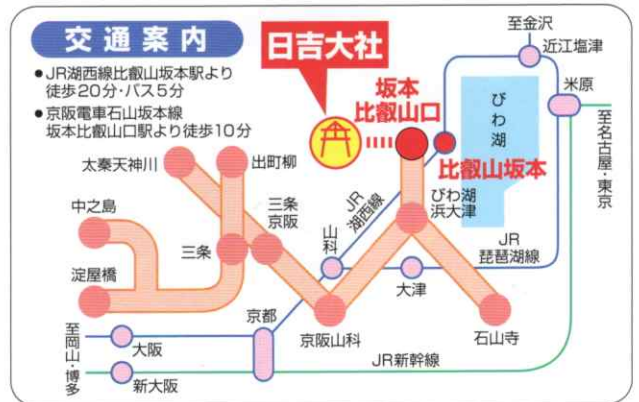 交通案内
●JR湖西線比叡山坂本駅より
徒歩20分・バス5分
●京阪電車石山坂本線
坂本比叡山口駅より徒歩10分
日吉大社
坂本
比叡山口
比叡山坂本
至金沢
近江塩津
米原
至名古屋・東京
びわ湖
太秦天神川
出町柳
三条
京阪
中之島
三条
淀屋橋
JR
湖西線
山科
びわ湖
浜大津
JR
琵琶湖線
大津
京都
京阪山科
石山寺
至岡山・博多
大阪
新大阪
JR新幹線